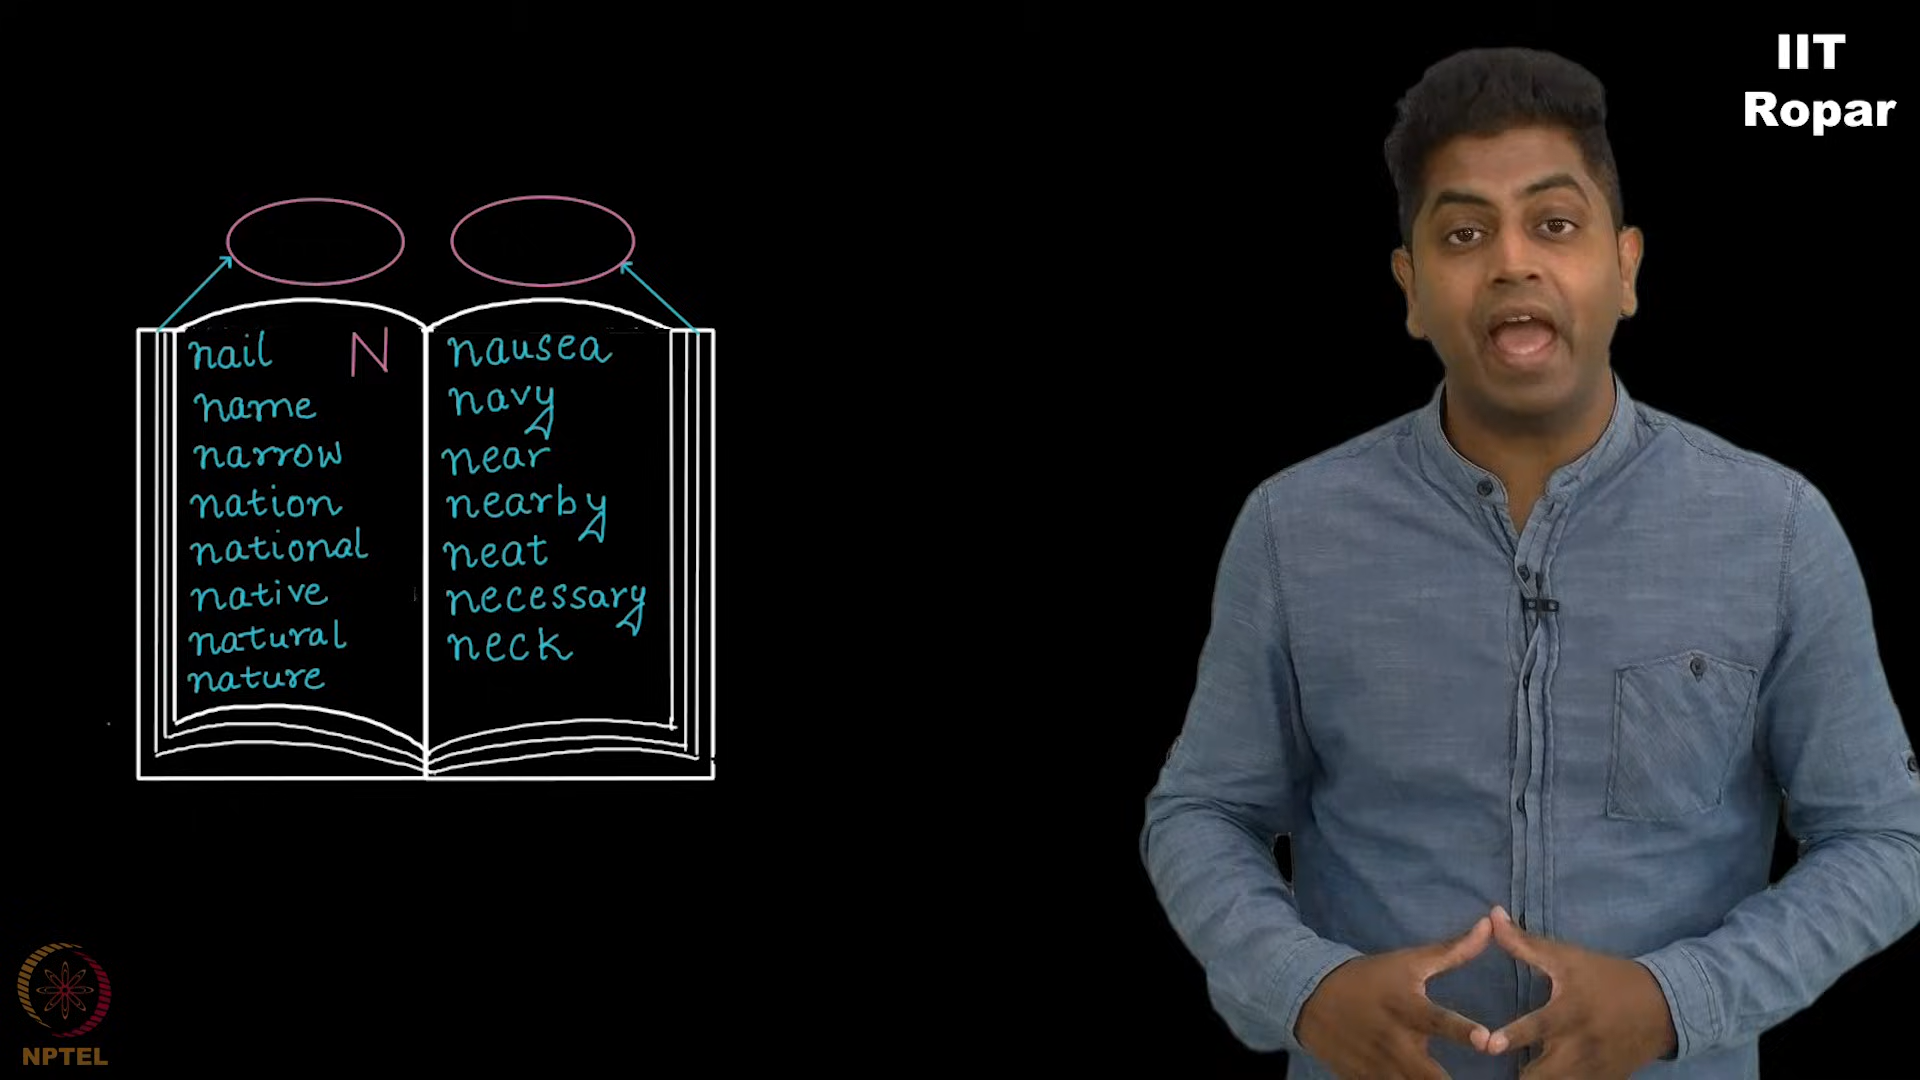 IIT
Ropar
nail
N
name
narrow
nation
national
native
natural
nature
nausea
navy
near
nearby
neat
necessary
neck
NPTEL